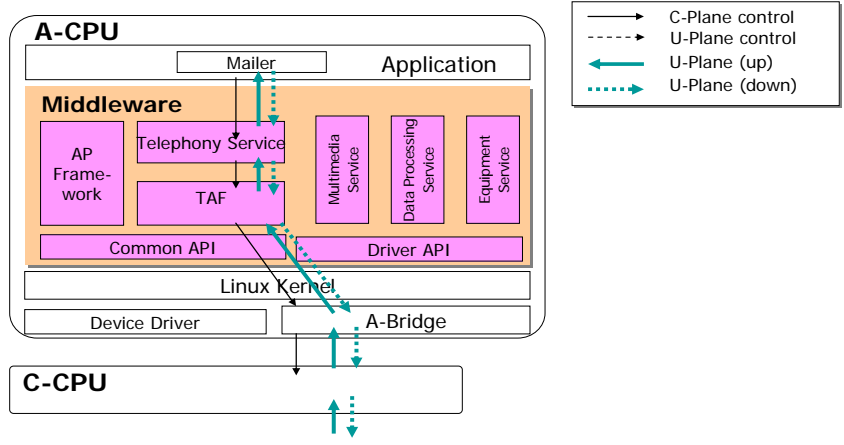 A-CPU
Mailer
Application
Middleware
AP
Frame-
work
Telephony Service
TAF
Multimedia
Service
Data Processing
Service
Equipment
Service
Common API
Driver API
Linux Kernel
Device Driver
A-Bridge
C-CPU
C-Plane control
U-Plane control
U-Plane (up)
U-Plane (down)